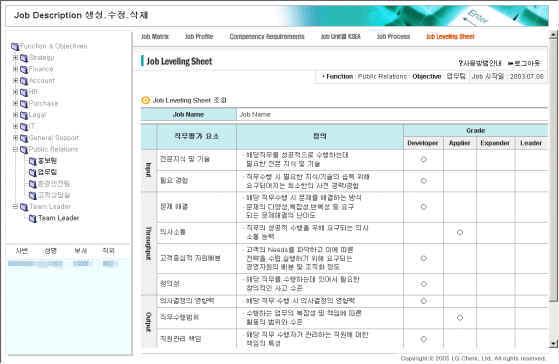 Job Description 생성.수정.삭제
Enter
Job Matrix Job Profile Competency Requirements Job Unit별 KSEA Job Process Job Leveling Sheet
Function & Objectives
Strategy
Finance
Account
HR
Purchase
Legal
IT
General Support
Public Relations
홍보팀
업무팀
Team Leader
Team Leader
사번 성명 부서 직위
Job Leveling Sheet
?사용방법안내 로그아웃
• Function : Public Relations • Objective 업무팀 Job 시작일 : 2003.07.06
Job Leveling Sheet 조회
Job Name Job Name
직무평가 요소 정의 Grade
Developer Applier Expander Leader
Input
전문지식 및 기술
- 해당직무를 성공적으로 수행하는데
필요한 전문 지식 및 기술
필요 경험
- 직무수행 시 필요한 지식/기술의 습득 위해
요구되어지는 최소한의 사전 경력/경험
Throughput
문제 해결
- 해당 직무수행 시 문제를 해결하는 방식
- 문제의 다양성,복잡성,반복성 등 요구
되는 문제해결의 난이도
의사소통
- 직무의 성공적 수행을 위해 요구되는 의사
소통 능력
고객중심적 자원배분
- 고객의 Needs를 파악하고 이에 따른
전략을 수립,실행하기 위해 요구되는
경영자원의 배분 및 조직화 정도
창의성
- 해당 직무를 수행하는데 있어서 필요한
창의적인 사고 수준
Output
의사결정의 영향력
- 해당 직무 수행 시 의사결정의 영향력
직무수행범위
- 수행하는 업무의 복잡성 및 책임에 따른
활동의 범위와 수준
직원관리 책임
- 해당 직무 수행자가 관리하는 직원에 대한
책임의 특성
Copyright© 2005 LG Chem, Ltd. All rights reserved.